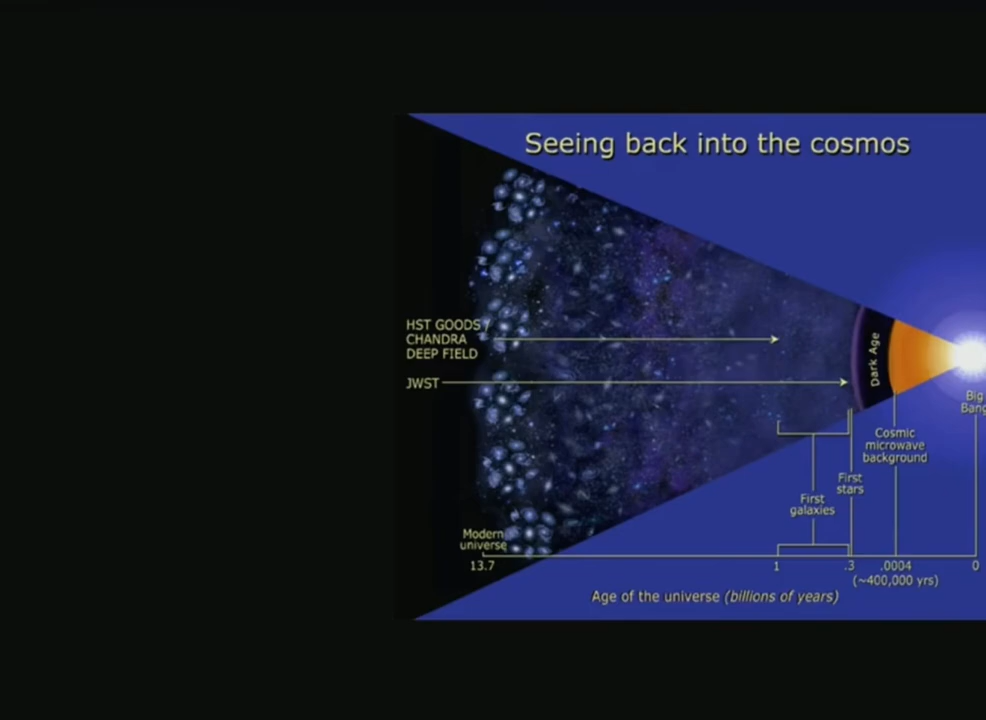 Seeing back into the cosmos
HST GOODS/
CHANDRA
DEEP FIELD
JWST
Dark Age
Big
Bang
Cosmic
microwave
background
First
stars
First
galaxies
Modern
universe
13.7
1
.3
.0004
0
(~400,000 yrs)
Age of the universe (billions of years)